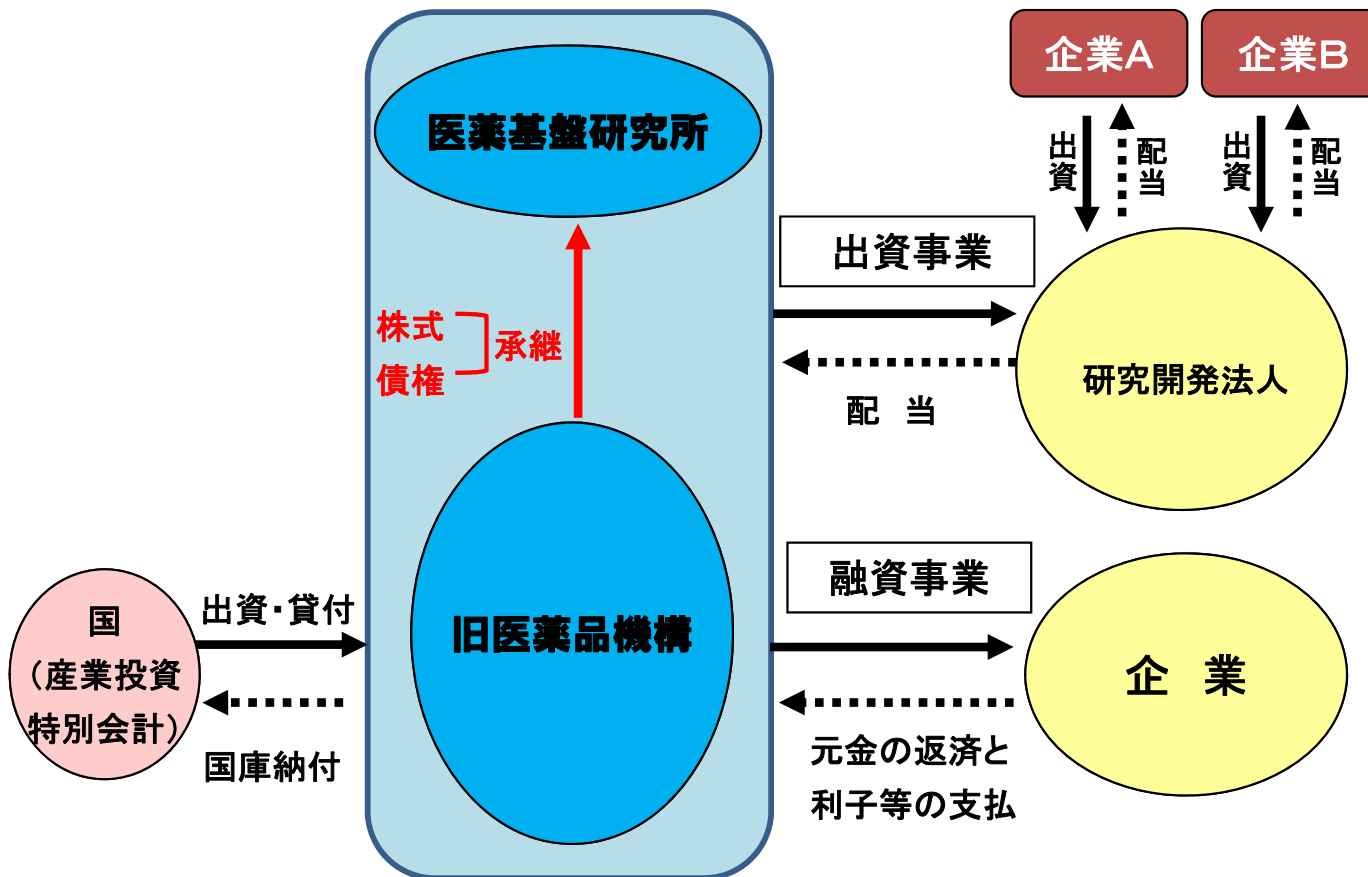 企業A
企業B
出資
配当
出資
配当
医薬基盤研究所
出資事業
株式
債権
承継
研究開発法人
配 当
融資事業
国
（産業投資
特別会計）
出資・貸付
旧医薬品機構
企 業
国庫納付
元金の返済と
利子等の支払